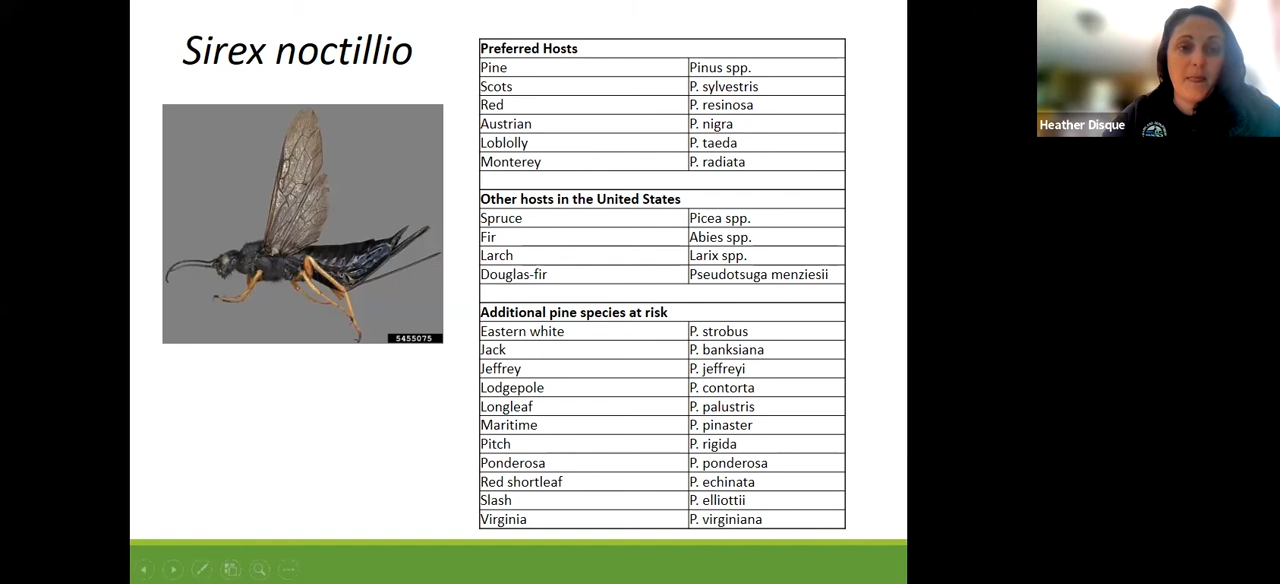 Sirex noctillio
5455075
Preferred Hosts
Pine Pinus spp.
Scots P. sylvestris
Red P. resinosa
Austrian P. nigra
Loblolly P. taeda
Monterey P. radiata
Other hosts in the United States
Spruce Picea spp.
Fir Abies spp.
Larch Larix spp.
Douglas-fir Pseudotsuga menziesii
Additional pine species at risk
Eastern white P. strobus
Jack P. banksiana
Jeffrey P. jeffreyi
Lodgepole P. contorta
Longleaf P. palustris
Maritime P. pinaster
Pitch P. rigida
Ponderosa P. ponderosa
Red shortleaf P. echinata
Slash P. elliottii
Virginia P. virginiana
Heather Disque